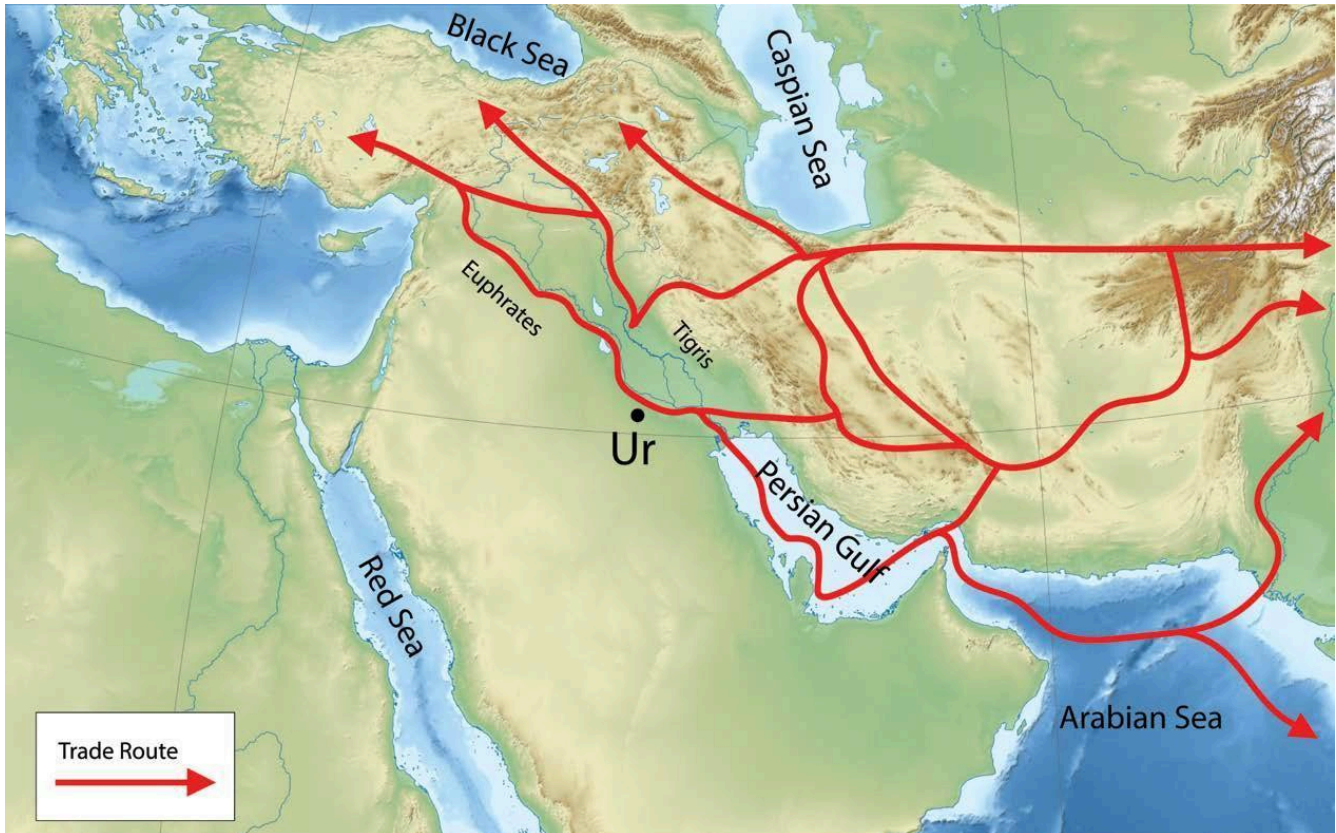 Black Sea
Caspian Sea
Euphrates
Tigris
Ur
Persian Gulf
Red Sea
Arabian Sea
Trade Route